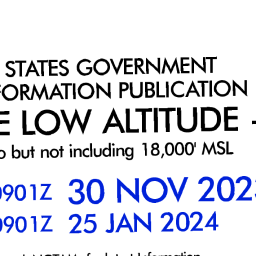 STATES GOVERNMENT
FORMATION PUBLICATION
E LOW ALTITUDE -
o but not including 18,000' MSL
0901Z 30 NOV 2023
0901Z 25 JAN 2024